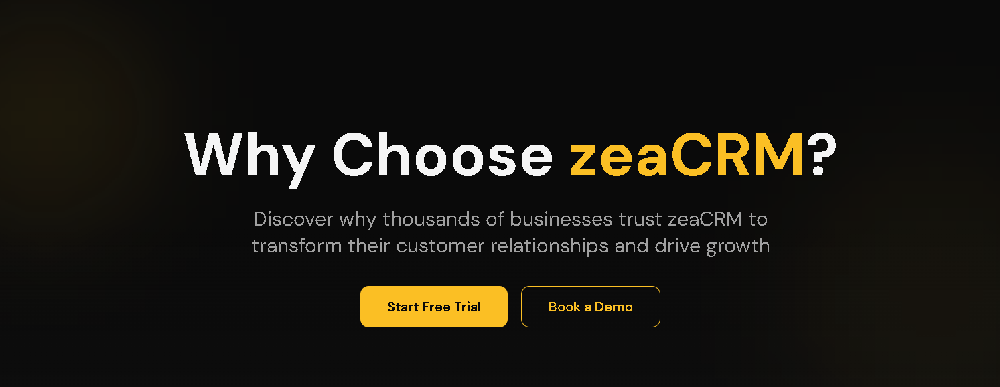 Why Choose zeaCRM?
Discover why thousands of businesses trust zeaCRM to
transform their customer relationships and drive growth
Start Free Trial
Book a Demo